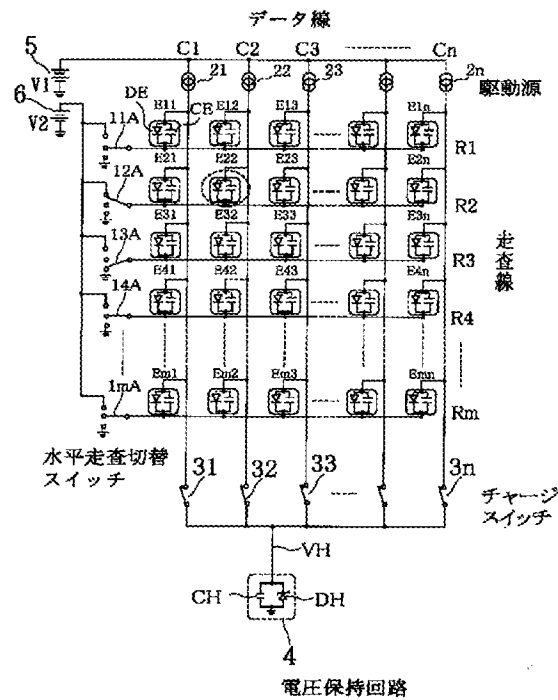 データ線
5
V1
C1 C2 C3 Cn
21 22 23 2n
駆動源
6
V2
DE CE
E11 E12 E13 E1n
11A
R1
E21 E22 E23 E2n
12A
R2
E31 E32 E33 E3n
13A
R3
E41 E42 E43 E4n
14A
R4
走査線
Em1 Em2 Em3 Emn
1mA
Rm
水平走査切替
スイッチ
31 32 33 3n
チャージ
スイッチ
VH
CH DH
4
電圧保持回路